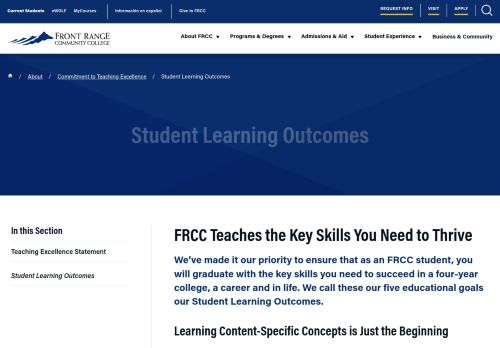 Current Students eWOLF MyCourses Información en español Give to FRCC REQUEST INFO VISIT APPLY
FRONT RANGE
COMMUNITY COLLEGE
About FRCC Programs & Degrees Admissions & Aid Student Experience Business & Community
/ About / Commitment to Teaching Excellence / Student Learning Outcomes
Student Learning Outcomes
In this Section
Teaching Excellence Statement
Student Learning Outcomes
FRCC Teaches the Key Skills You Need to Thrive
We've made it our priority to ensure that as an FRCC student, you
will graduate with the key skills you need to succeed in a four-year
college, a career and in life. We call these our five educational goals
our Student Learning Outcomes.
Learning Content-Specific Concepts is Just the Beginning